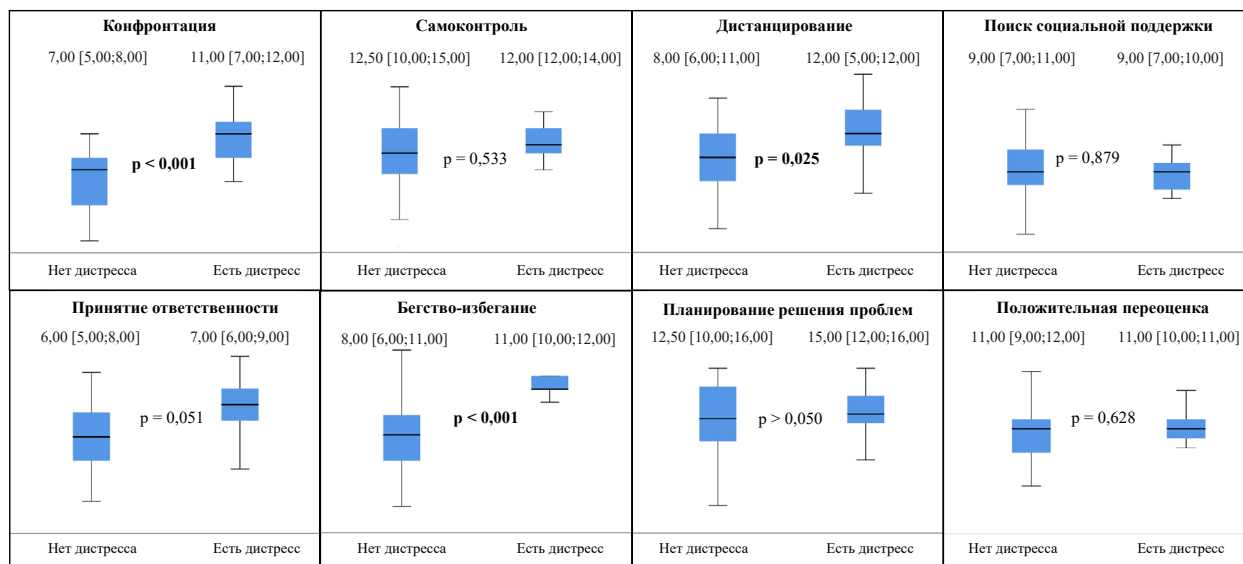 Конфронтация
7,00 [5,00;8,00] 11,00 [7,00;12,00]
p < 0,001
Нет дистресса Есть дистресс
Самоконтроль
12,50 [10,00;15,00] 12,00 [12,00;14,00]
p = 0,533
Нет дистресса Есть дистресс
Дистанцирование
8,00 [6,00;11,00] 12,00 [5,00;12,00]
p = 0,025
Нет дистресса Есть дистресс
Поиск социальной поддержки
9,00 [7,00;11,00] 9,00 [7,00;10,00]
p = 0,879
Нет дистресса Есть дистресс
Принятие ответственности
6,00 [5,00;8,00] 7,00 [6,00;9,00]
p = 0,051
Нет дистресса Есть дистресс
Бегство-избегание
8,00 [6,00;11,00] 11,00 [10,00;12,00]
p < 0,001
Нет дистресса Есть дистресс
Планирование решения проблем
12,50 [10,00;16,00] 15,00 [12,00;16,00]
p > 0,050
Нет дистресса Есть дистресс
Положительная переоценка
11,00 [9,00;12,00] 11,00 [10,00;11,00]
p = 0,628
Нет дистресса Есть дистресс